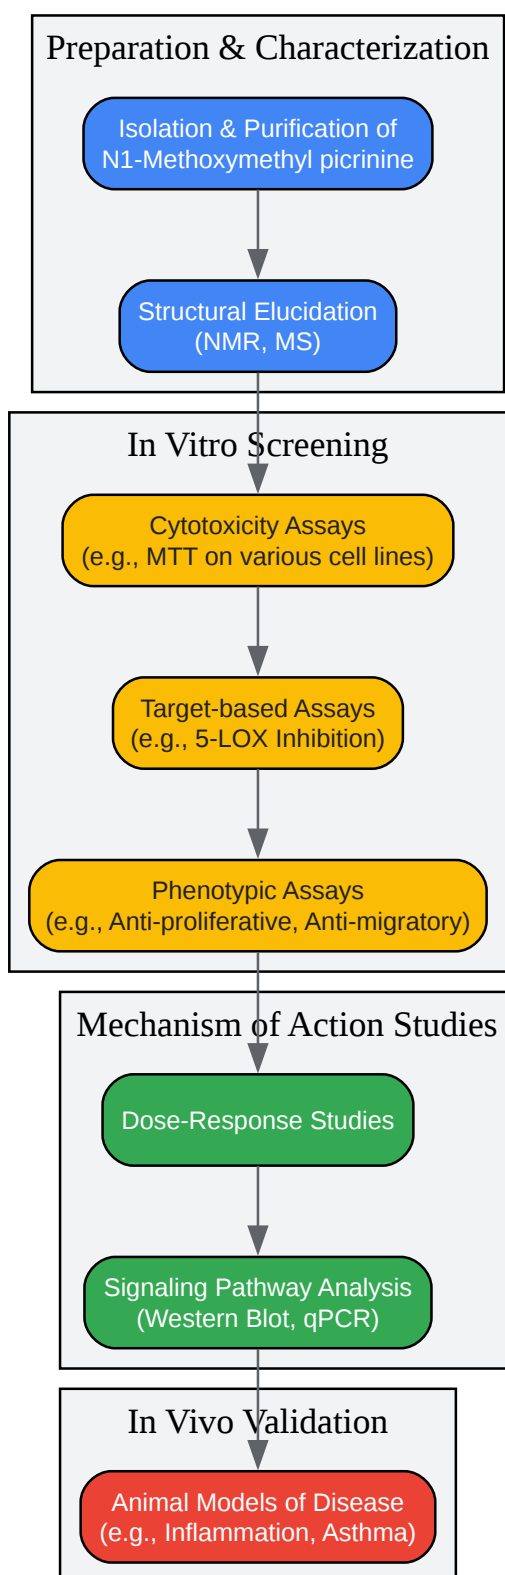 Preparation & Characterization
Isolation & Purification of
N1-Methoxymethyl picrinine
Structural Elucidation
(NMR, MS)
In Vitro Screening
Cytotoxicity Assays
(e.g., MTT on various cell lines)
Target-based Assays
(e.g., 5-LOX Inhibition)
Phenotypic Assays
(e.g., Anti-proliferative, Anti-migratory)
Mechanism of Action Studies
Dose-Response Studies
Signaling Pathway Analysis
(Western Blot, qPCR)
In Vivo Validation
Animal Models of Disease
(e.g., Inflammation, Asthma)